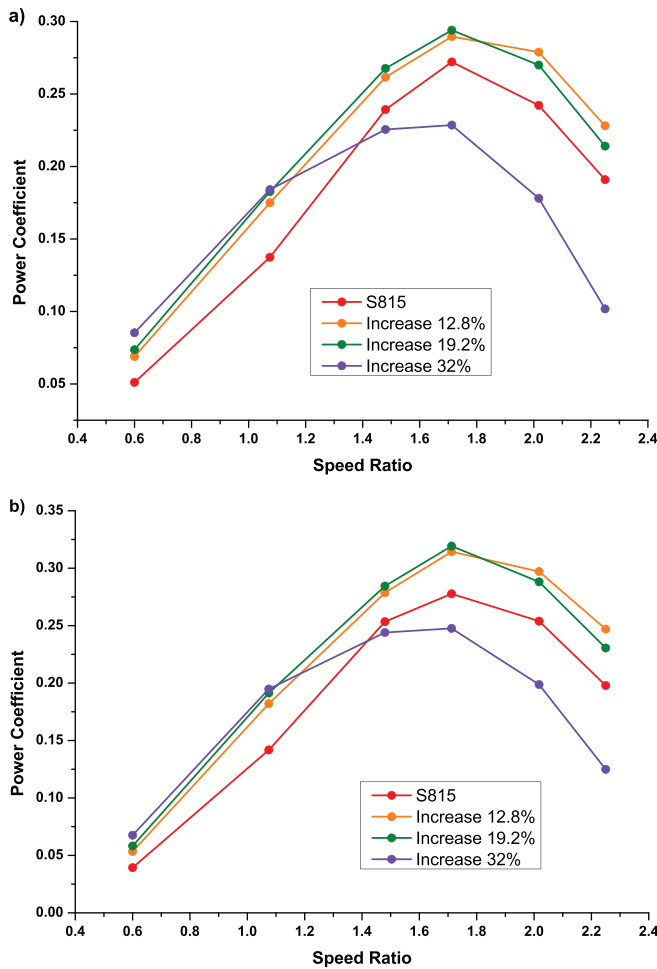 a)
0.30
0.25
0.20
0.15
0.10
0.05
Power Coefficient
S815
Increase 12.8%
Increase 19.2%
Increase 32%
0.4 0.6 0.8 1.0 1.2 1.4 1.6 1.8 2.0 2.2 2.4
Speed Ratio
b)
0.35
0.30
0.25
0.20
0.15
0.10
0.05
0.00
Power Coefficient
S815
Increase 12.8%
Increase 19.2%
Increase 32%
0.4 0.6 0.8 1.0 1.2 1.4 1.6 1.8 2.0 2.2 2.4
Speed Ratio